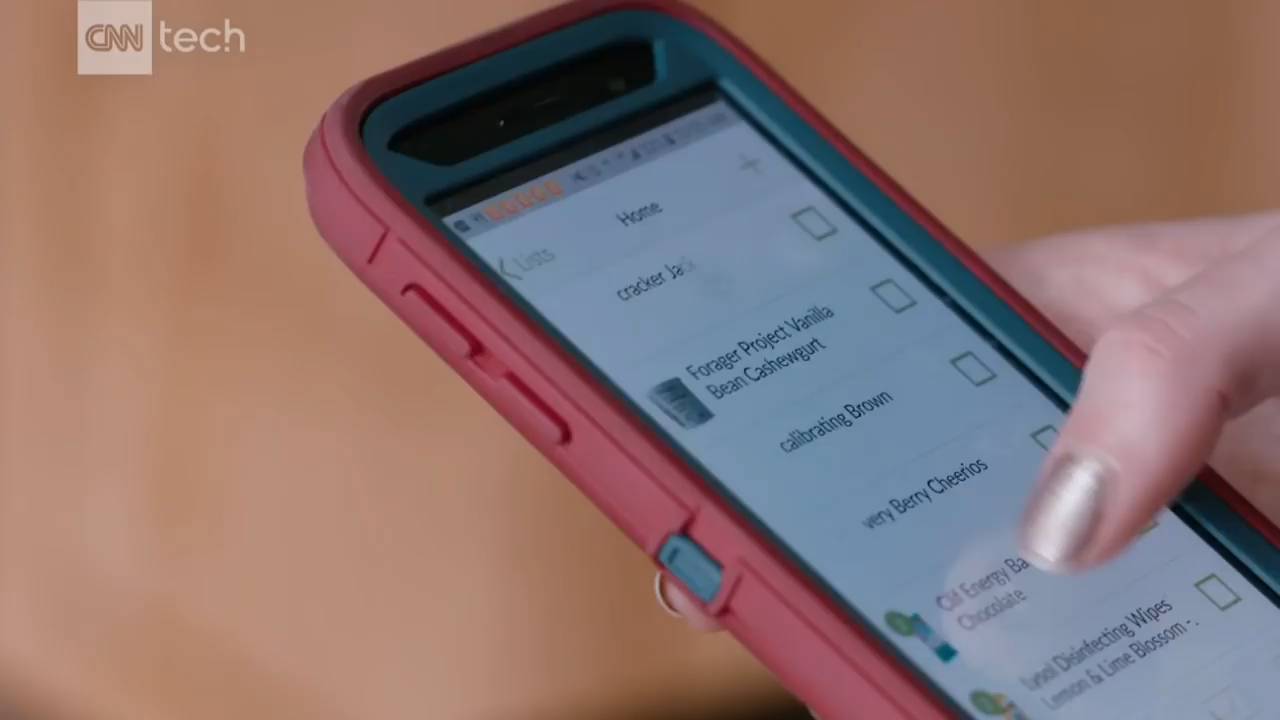 CNN tech
Home
Lists
cracker Jack
Forager Project Vanilla
Bean Cashewgurt
calibrating Brown
very Berry Cheerios
Clif Energy Ba
Chocolate
lysol Disinfecting Wipes
Lemon & Lime Blossom -.